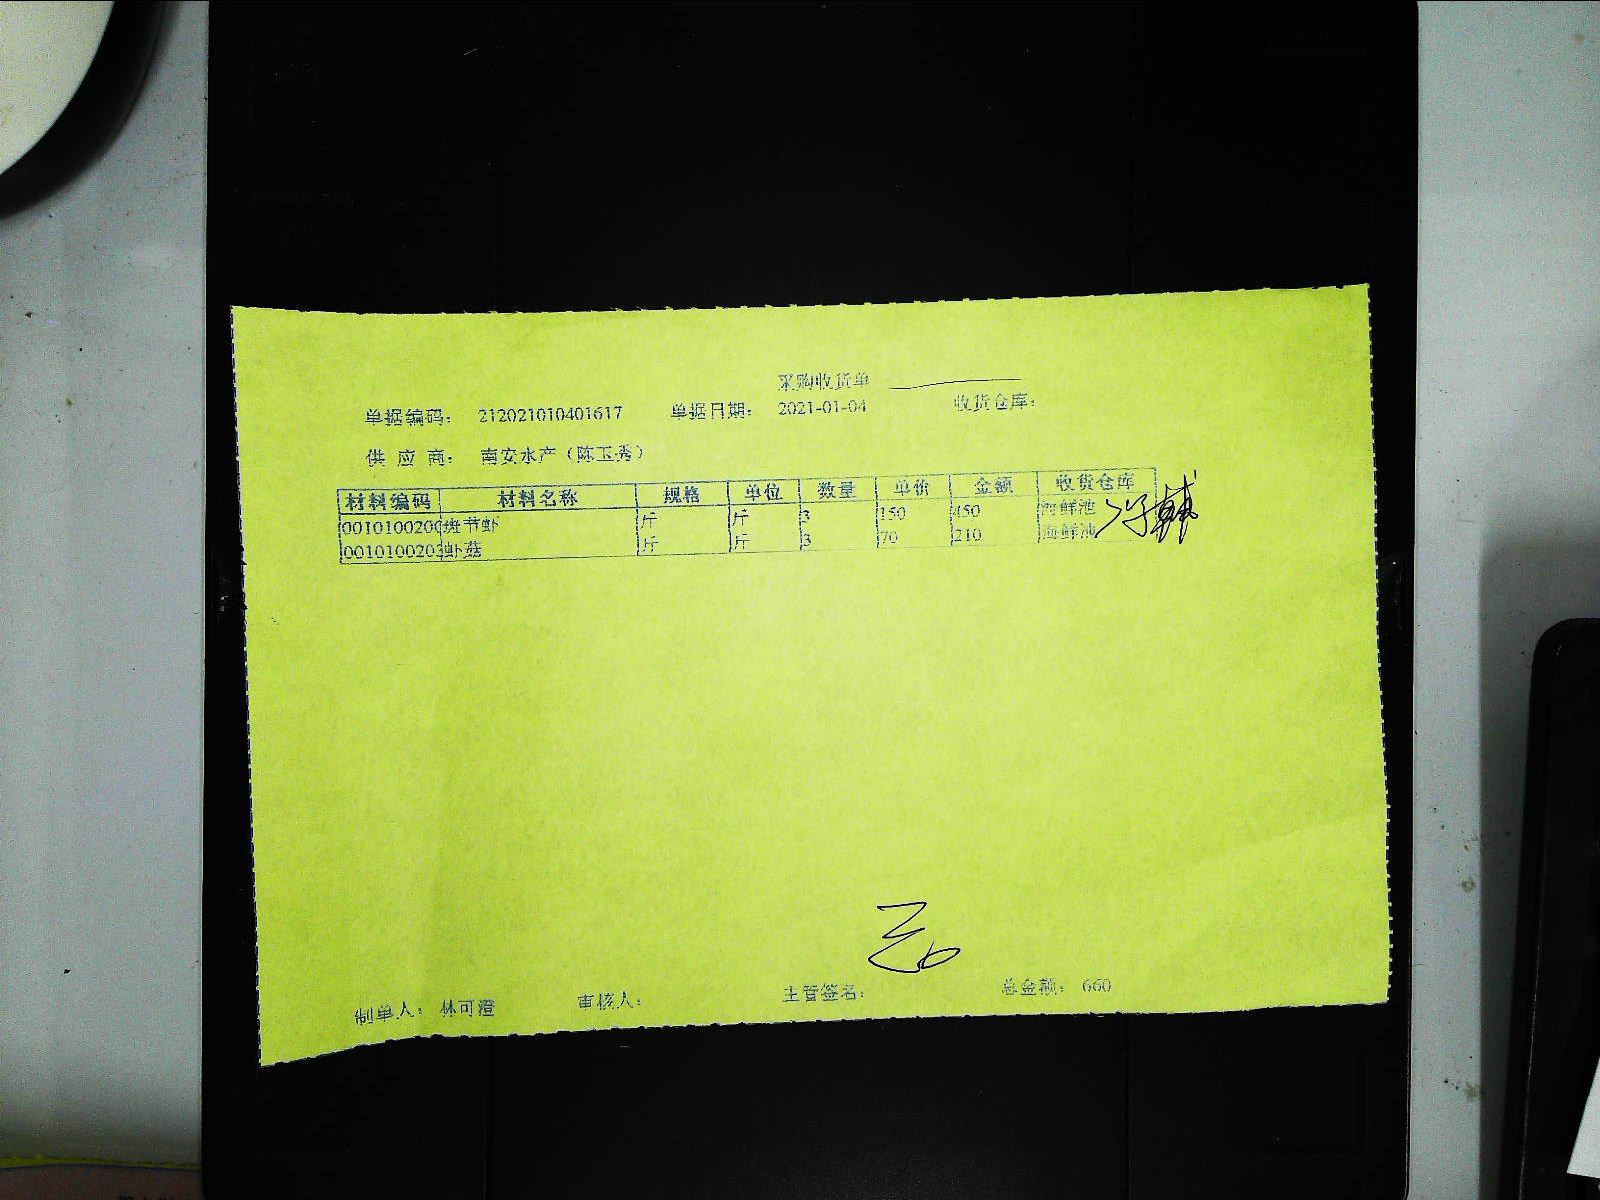 采购收货单
单据编码： 212021010401617 单据日期： 2021-01-04 收货仓库：
供 应 商： 南安水产（陈玉秀）
材料编码 材料名称 规格 单位 数量 单价 金额 收货仓库
0010100200 斑节虾 斤 斤 3 150 450 海鲜池
0010100203 虾菇 斤 斤 3 70 210 海鲜池
制单人： 林可澄 审核人： 主管签名： 总金额： 660